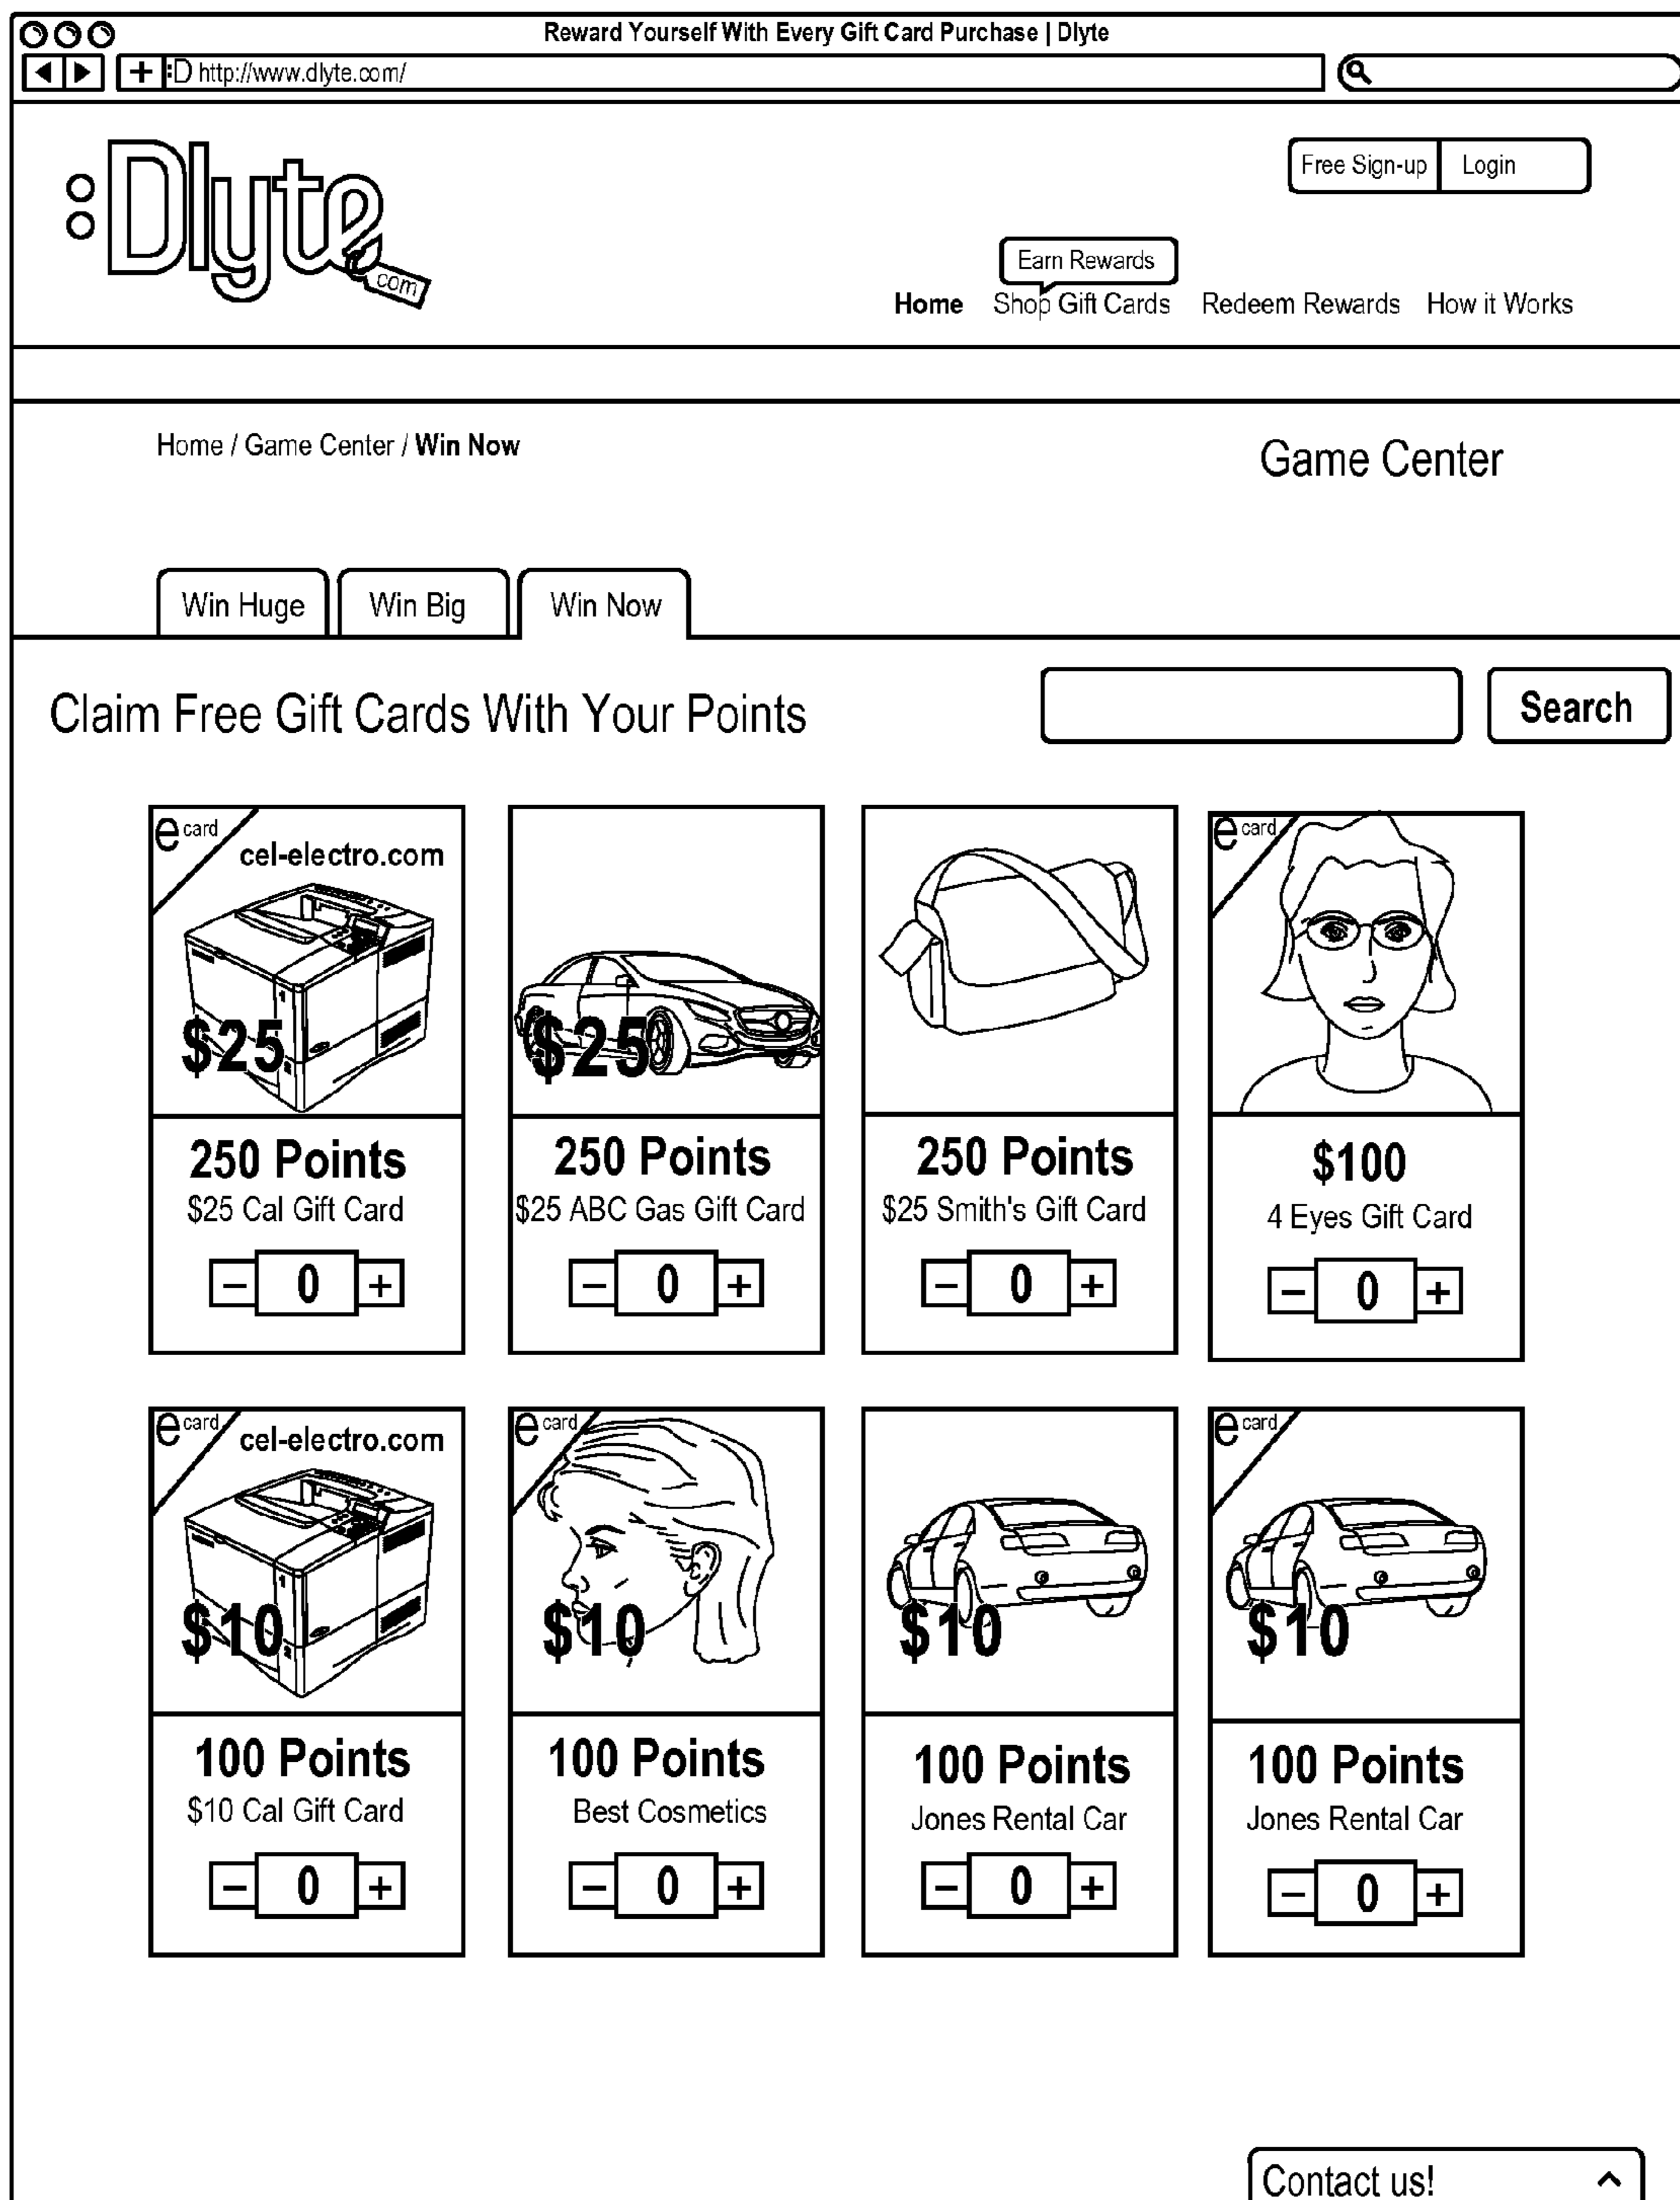 Reward Yourself With Every Gift Card Purchase | Dlyte
:D http://www.dlyte.com/
:Dlyte.com
Free Sign-up Login
Earn Rewards
Home Shop Gift Cards Redeem Rewards How it Works
Home / Game Center / Win Now
Game Center
Win Huge Win Big Win Now
Claim Free Gift Cards With Your Points
Search
e card
cel-electro.com
1
2
$25
250 Points
$25 Cal Gift Card
− 0 +
$25
250 Points
$25 ABC Gas Gift Card
− 0 +
250 Points
$25 Smith's Gift Card
− 0 +
e card
$100
4 Eyes Gift Card
− 0 +
e card
cel-electro.com
1
2
$10
100 Points
$10 Cal Gift Card
− 0 +
e card
$10
100 Points
Best Cosmetics
− 0 +
$10
100 Points
Jones Rental Car
− 0 +
e card
$10
100 Points
Jones Rental Car
− 0 +
Contact us!